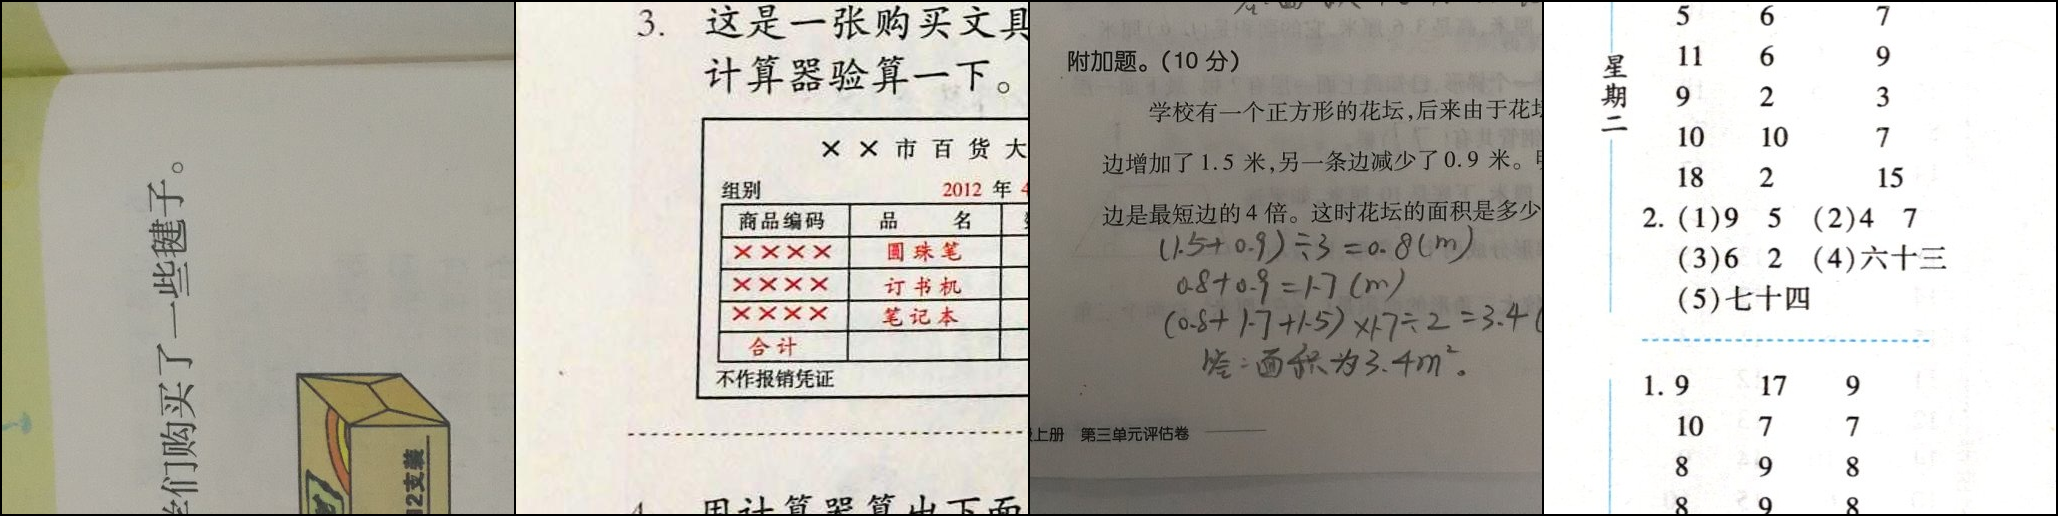 们购买了一些毽子。
12支装
3. 这是一张购买文具
计算器验算一下。
××市百货大
组别 2012 年 4
商品编码 品 名
×××× 圆珠笔
×××× 订书机
×××× 笔记本
合计
不作报销凭证
用计算器算出下面
附加题。(10 分)
学校有一个正方形的花坛,后来由于花坛
边增加了 1.5 米,另一条边减少了 0.9 米。
边是最短边的 4 倍。这时花坛的面积是多少
(1.5+0.9)÷3=0.8(m)
0.8+0.9=1.7(m)
(0.8+1.7+1.5)×1.7÷2=3.4(
答:面积为3.4m²。
上册 第三单元评估卷
星期二
5 6 7
11 6 9
9 2 3
10 10 7
18 2 15
2. (1)9 5 (2)4 7
(3)6 2 (4)六十三
(5)七十四
1. 9 17 9
10 7 7
8 9 8
8 9 8